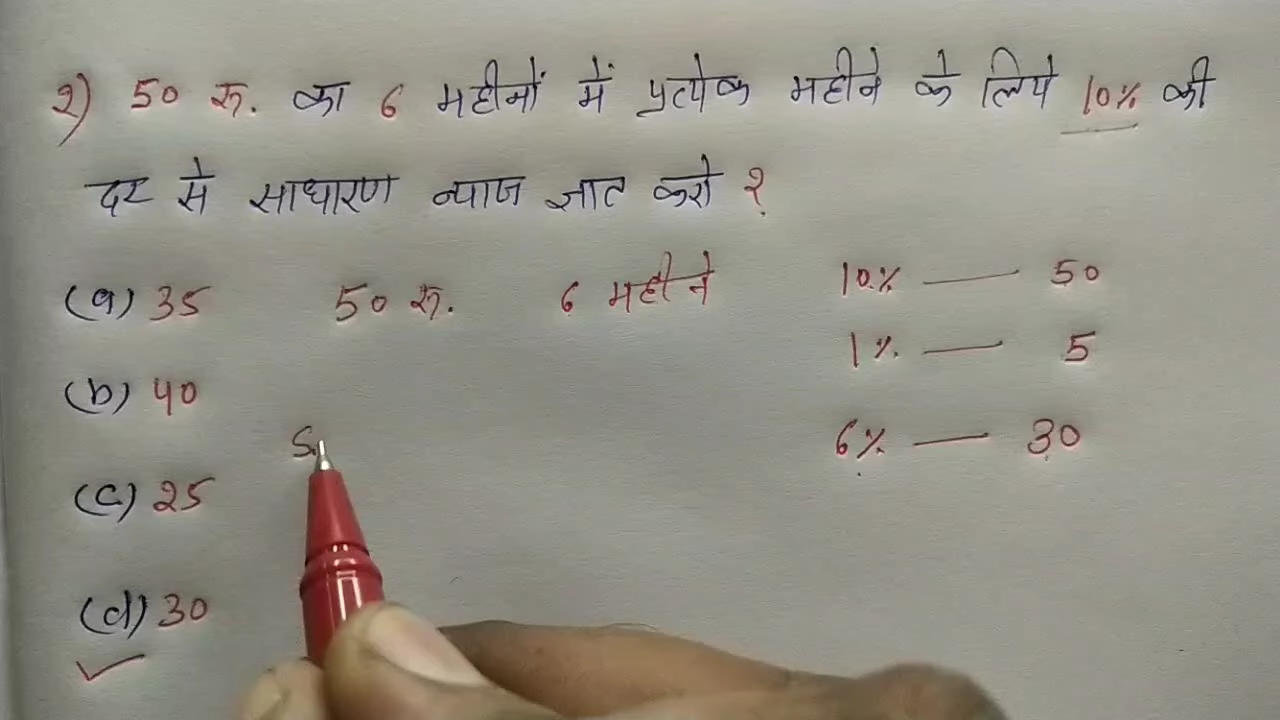 २) 50 रु. का 6 महीनों में प्रत्येक महीने के लिये 10% की
दर से साधारण ब्याज ज्ञात करो ?
(a) 35 50 रु. 6 महीने 10% — 50
1% — 5
(b) 40
S.
6% — 30
(c) 25
(d) 30